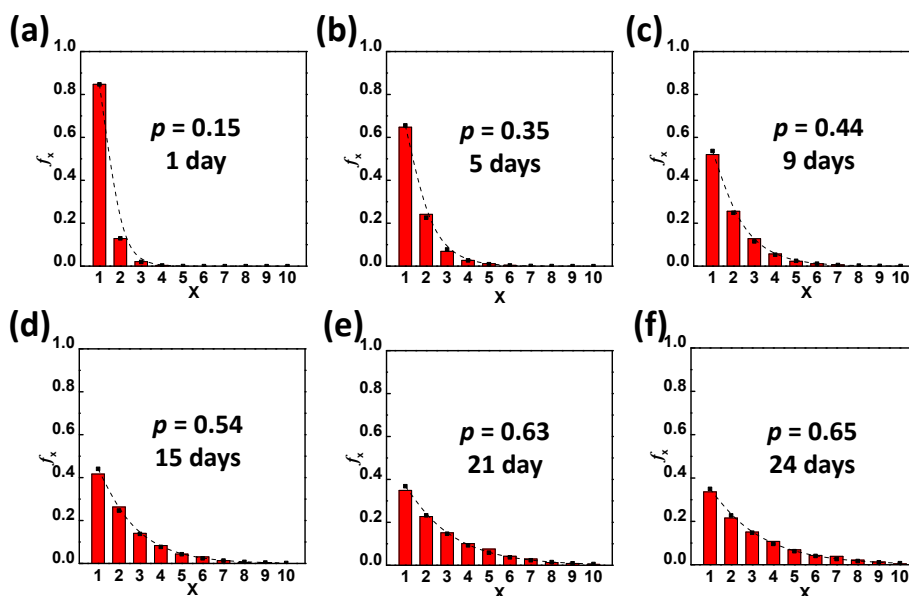 (a)
1.0
0.8
0.6
0.4
0.2
0.0
fx
p = 0.15
1 day
1 2 3 4 5 6 7 8 9 10
X
(b)
1.0
0.8
0.6
0.4
0.2
0.0
fx
p = 0.35
5 days
1 2 3 4 5 6 7 8 9 10
X
(c)
1.0
0.8
0.6
0.4
0.2
0.0
fx
p = 0.44
9 days
1 2 3 4 5 6 7 8 9 10
X
(d)
1.0
0.8
0.6
0.4
0.2
0.0
fx
p = 0.54
15 days
1 2 3 4 5 6 7 8 9 10
X
(e)
1.0
0.8
0.6
0.4
0.2
0.0
fx
p = 0.63
21 day
1 2 3 4 5 6 7 8 9 10
X
(f)
1.0
0.8
0.6
0.4
0.2
0.0
fx
p = 0.65
24 days
1 2 3 4 5 6 7 8 9 10
X